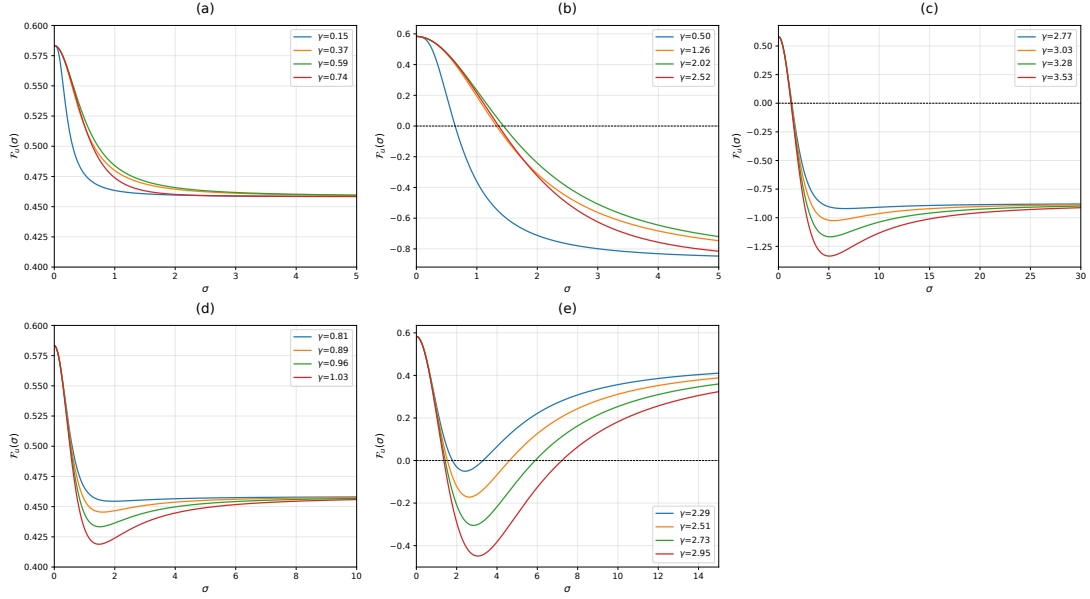 (a)
0.600
0.575
0.550
0.525
0.500
0.475
0.450
0.425
0.400
0 1 2 3 4 5
σ
ℱᵤ(σ)
γ=0.15
γ=0.37
γ=0.59
γ=0.74
(b)
0.6
0.4
0.2
0.0
−0.2
−0.4
−0.6
−0.8
0 1 2 3 4 5
σ
ℱᵤ(σ)
γ=0.50
γ=1.26
γ=2.02
γ=2.52
(c)
0.50
0.25
0.00
−0.25
−0.50
−0.75
−1.00
−1.25
0 5 10 15 20 25 30
σ
ℱᵤ(σ)
γ=2.77
γ=3.03
γ=3.28
γ=3.53
(d)
0.600
0.575
0.550
0.525
0.500
0.475
0.450
0.425
0.400
0 2 4 6 8 10
σ
ℱᵤ(σ)
γ=0.81
γ=0.89
γ=0.96
γ=1.03
(e)
0.6
0.4
0.2
0.0
−0.2
−0.4
0 2 4 6 8 10 12 14
σ
ℱᵤ(σ)
γ=2.29
γ=2.51
γ=2.73
γ=2.95